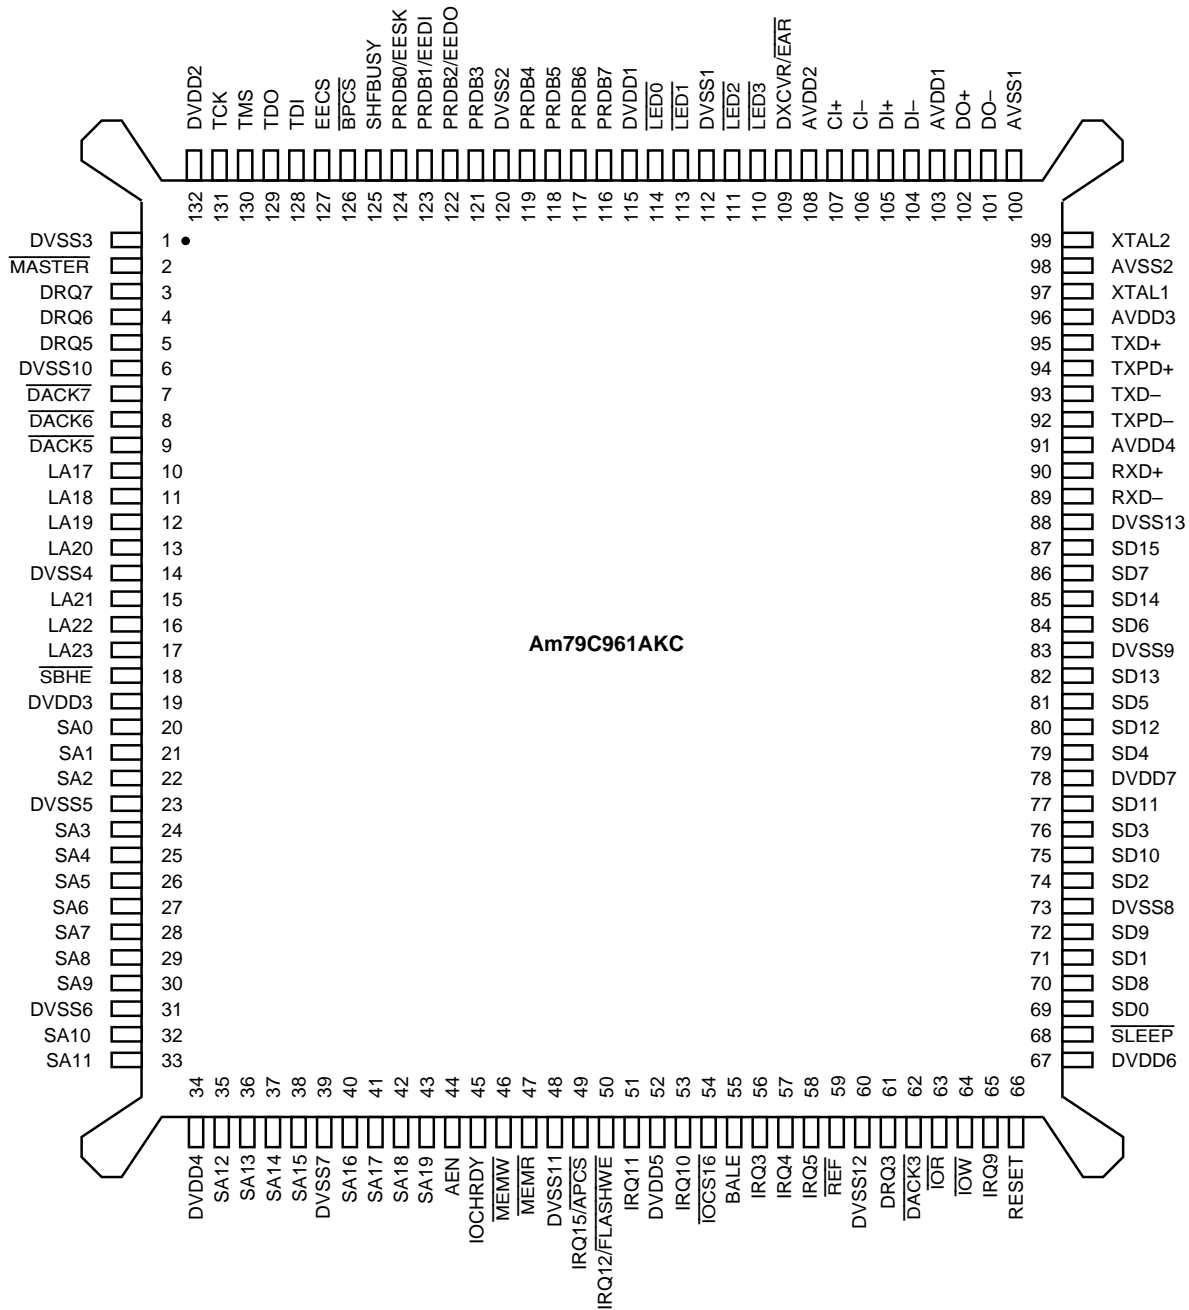 DVDD2
TCK
TMS
TDO
TDI
EECS
BPCS
SHFBUSY
PRDB0/EESK
PRDB1/EEDI
PRDB2/EEDO
PRDB3
DVSS2
PRDB4
PRDB5
PRDB6
PRDB7
DVDD1
LED0
LED1
DVSS1
LED2
LED3
DXCVR/EAR
AVDD2
CI+
CI–
DI+
DI–
AVDD1
DO+
DO–
AVSS1
132
131
130
129
128
127
126
125
124
123
122
121
120
119
118
117
116
115
114
113
112
111
110
109
108
107
106
105
104
103
102
101
100
DVSS3 1
MASTER 2
DRQ7 3
DRQ6 4
DRQ5 5
DVSS10 6
DACK7 7
DACK6 8
DACK5 9
LA17 10
LA18 11
LA19 12
LA20 13
DVSS4 14
LA21 15
LA22 16
LA23 17
SBHE 18
DVDD3 19
SA0 20
SA1 21
SA2 22
DVSS5 23
SA3 24
SA4 25
SA5 26
SA6 27
SA7 28
SA8 29
SA9 30
DVSS6 31
SA10 32
SA11 33
Am79C961AKC
99 XTAL2
98 AVSS2
97 XTAL1
96 AVDD3
95 TXD+
94 TXPD+
93 TXD–
92 TXPD–
91 AVDD4
90 RXD+
89 RXD–
88 DVSS13
87 SD15
86 SD7
85 SD14
84 SD6
83 DVSS9
82 SD13
81 SD5
80 SD12
79 SD4
78 DVDD7
77 SD11
76 SD3
75 SD10
74 SD2
73 DVSS8
72 SD9
71 SD1
70 SD8
69 SD0
68 SLEEP
67 DVDD6
34
35
36
37
38
39
40
41
42
43
44
45
46
47
48
49
50
51
52
53
54
55
56
57
58
59
60
61
62
63
64
65
66
DVDD4
SA12
SA13
SA14
SA15
DVSS7
SA16
SA17
SA18
SA19
AEN
IOCHRDY
MEMW
MEMR
DVSS11
IRQ15/APCS
IRQ12/FLASHWE
IRQ11
DVDD5
IRQ10
IOCS16
BALE
IRQ3
IRQ4
IRQ5
REF
DVSS12
DRQ3
DACK3
IOR
IOW
IRQ9
RESET